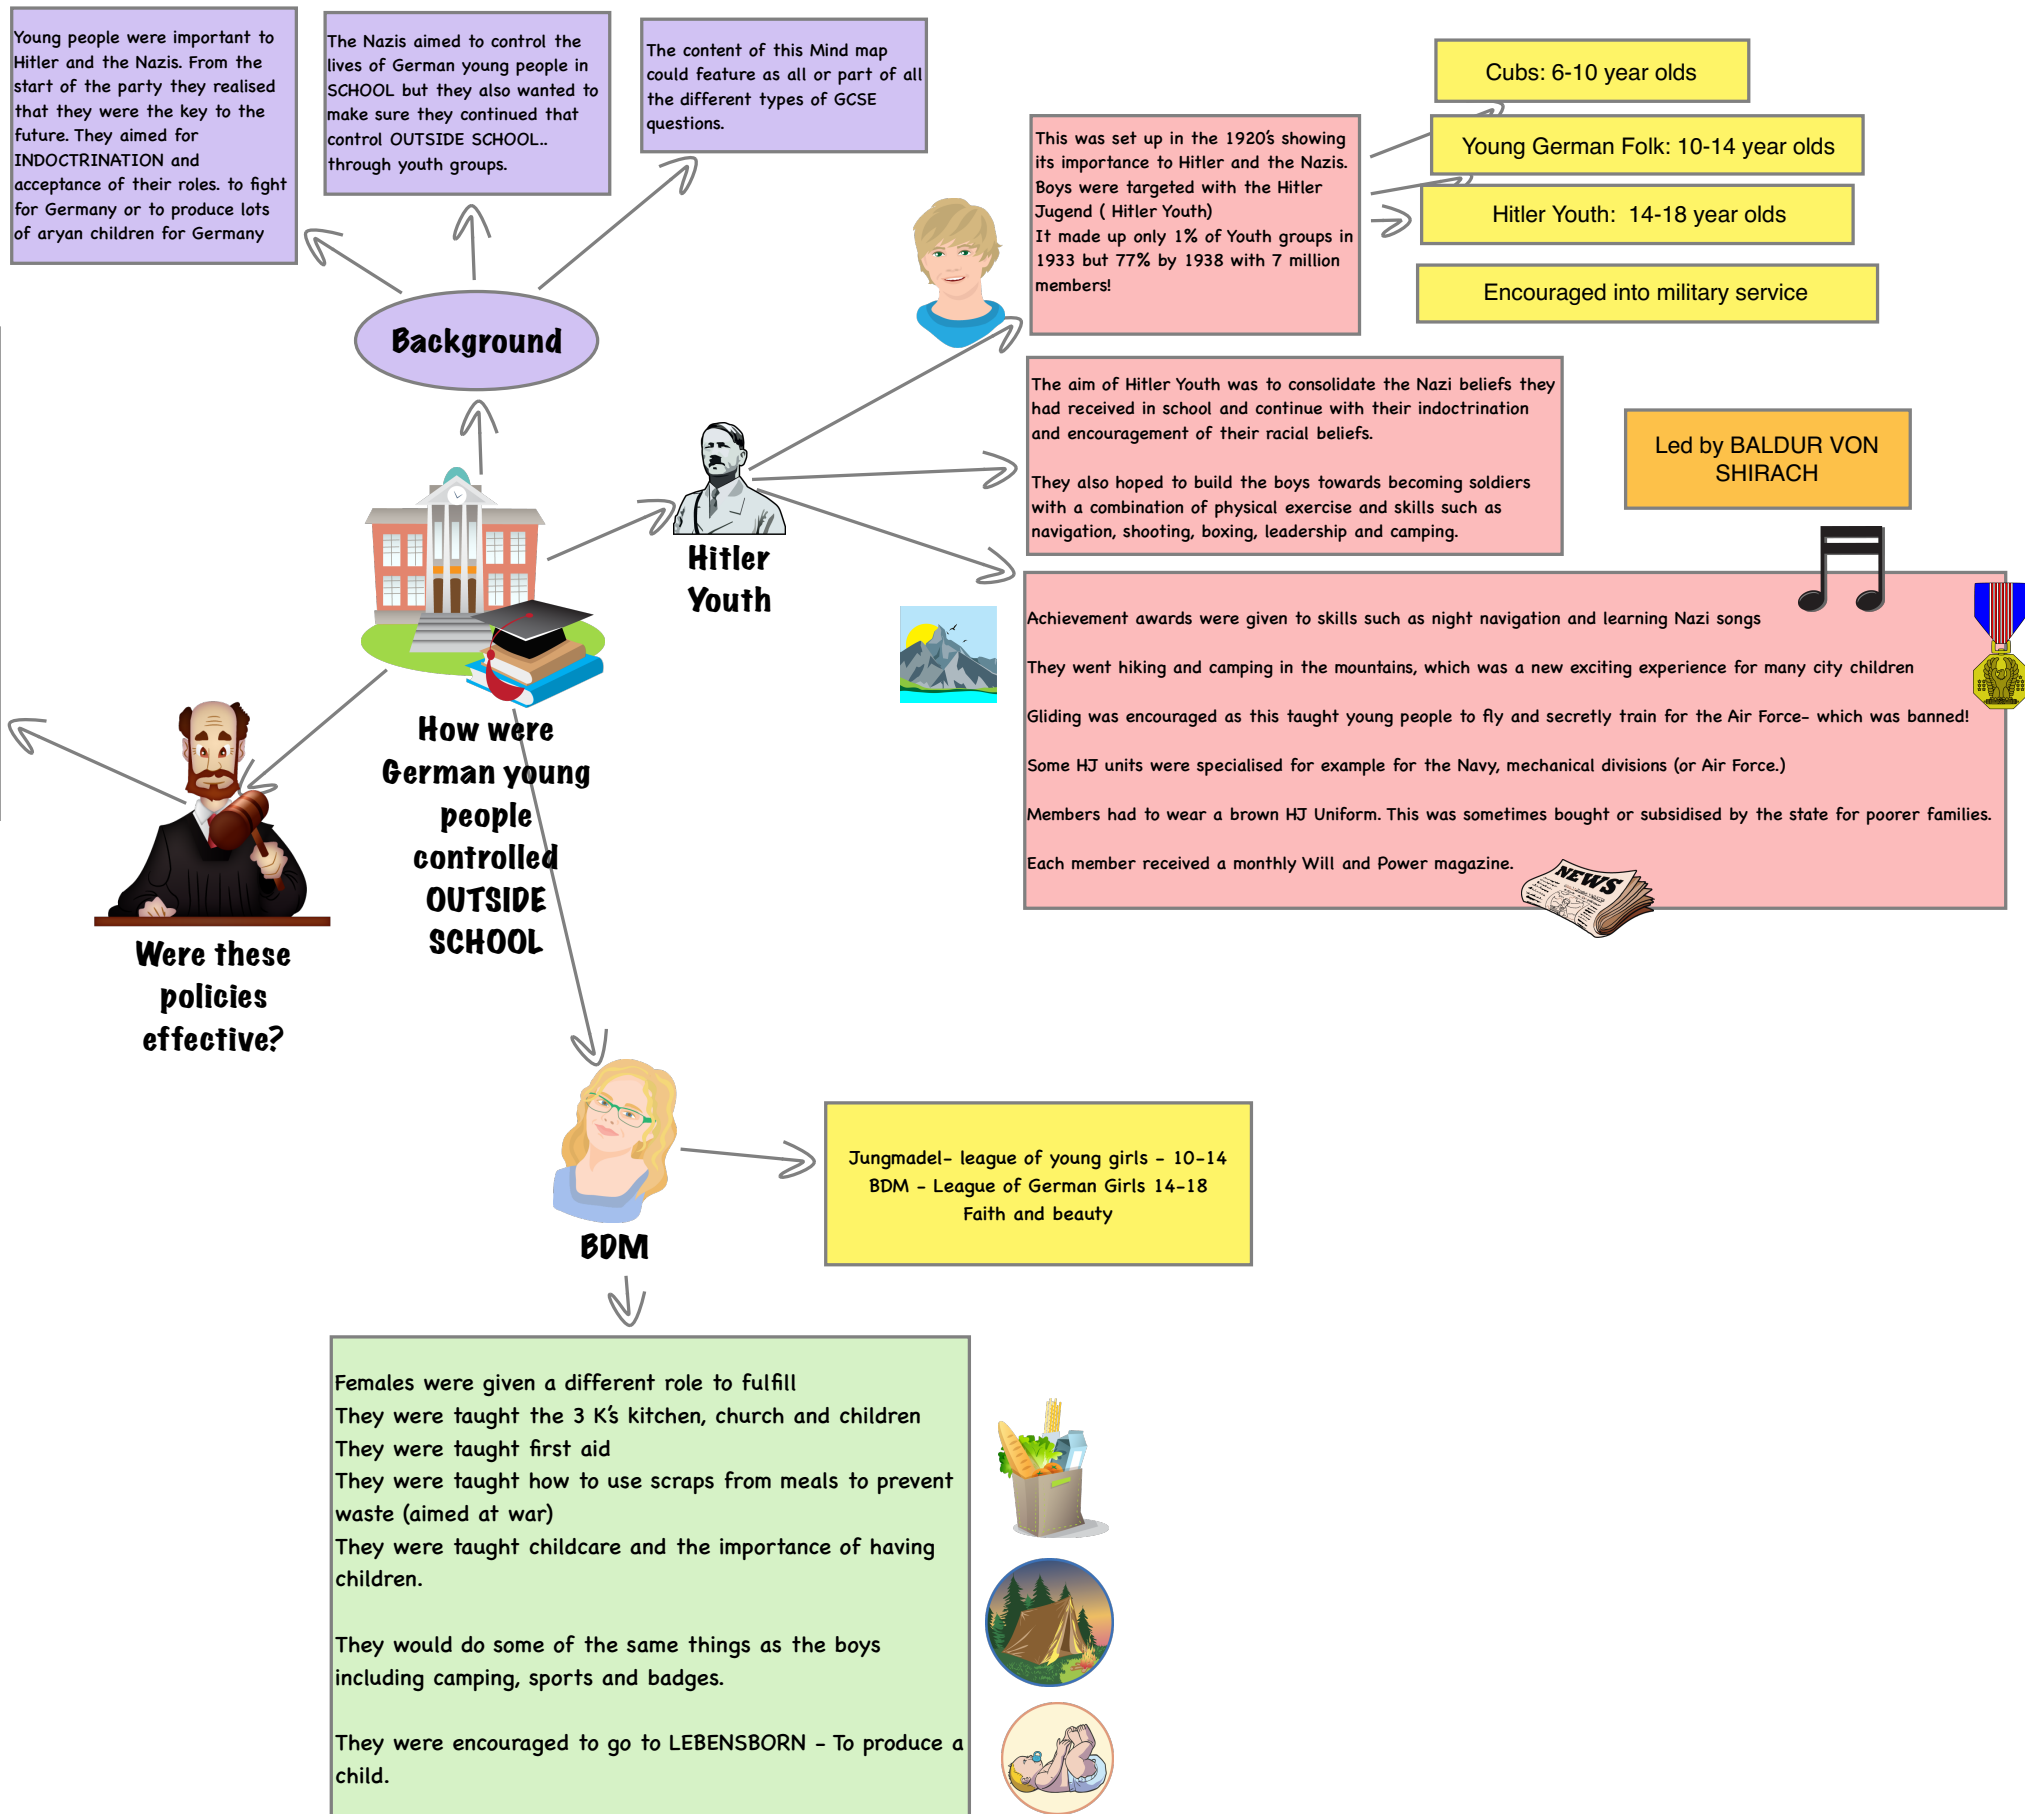 Young people were important to
Hitler and the Nazis. From the
start of the party they realised
that they were the key to the
future. They aimed for
INDOCTRINATION and
acceptance of their roles. to fight
for Germany or to produce lots
of aryan children for Germany
The Nazis aimed to control the
lives of German young people in
SCHOOL but they also wanted to
make sure they continued that
control OUTSIDE SCHOOL..
through youth groups.
The content of this Mind map
could feature as all or part of all
the different types of GCSE
questions.
Background
This was set up in the 1920's showing
its importance to Hitler and the Nazis.
Boys were targeted with the Hitler
Jugend ( Hitler Youth)
It made up only 1% of Youth groups in
1933 but 77% by 1938 with 7 million
members!
Cubs: 6-10 year olds
Young German Folk: 10-14 year olds
Hitler Youth: 14-18 year olds
Encouraged into military service
The aim of Hitler Youth was to consolidate the Nazi beliefs they
had received in school and continue with their indoctrination
and encouragement of their racial beliefs.
They also hoped to build the boys towards becoming soldiers
with a combination of physical exercise and skills such as
navigation, shooting, boxing, leadership and camping.
Led by BALDUR VON
SHIRACH
Hitler
Youth
Achievement awards were given to skills such as night navigation and learning Nazi songs
They went hiking and camping in the mountains, which was a new exciting experience for many city children
Gliding was encouraged as this taught young people to fly and secretly train for the Air Force- which was banned!
Some HJ units were specialised for example for the Navy, mechanical divisions (or Air Force.)
Members had to wear a brown HJ Uniform. This was sometimes bought or subsidised by the state for poorer families.
Each member received a monthly Will and Power magazine.
NEWS
How were
German young
people
controlled
OUTSIDE
SCHOOL
Were these
policies
effective?
BDM
Jungmadel- league of young girls - 10-14
BDM - League of German Girls 14-18
Faith and beauty
Females were given a different role to fulfill
They were taught the 3 K's kitchen, church and children
They were taught first aid
They were taught how to use scraps from meals to prevent
waste (aimed at war)
They were taught childcare and the importance of having
children.
They would do some of the same things as the boys
including camping, sports and badges.
They were encouraged to go to LEBENSBORN - To produce a
child.